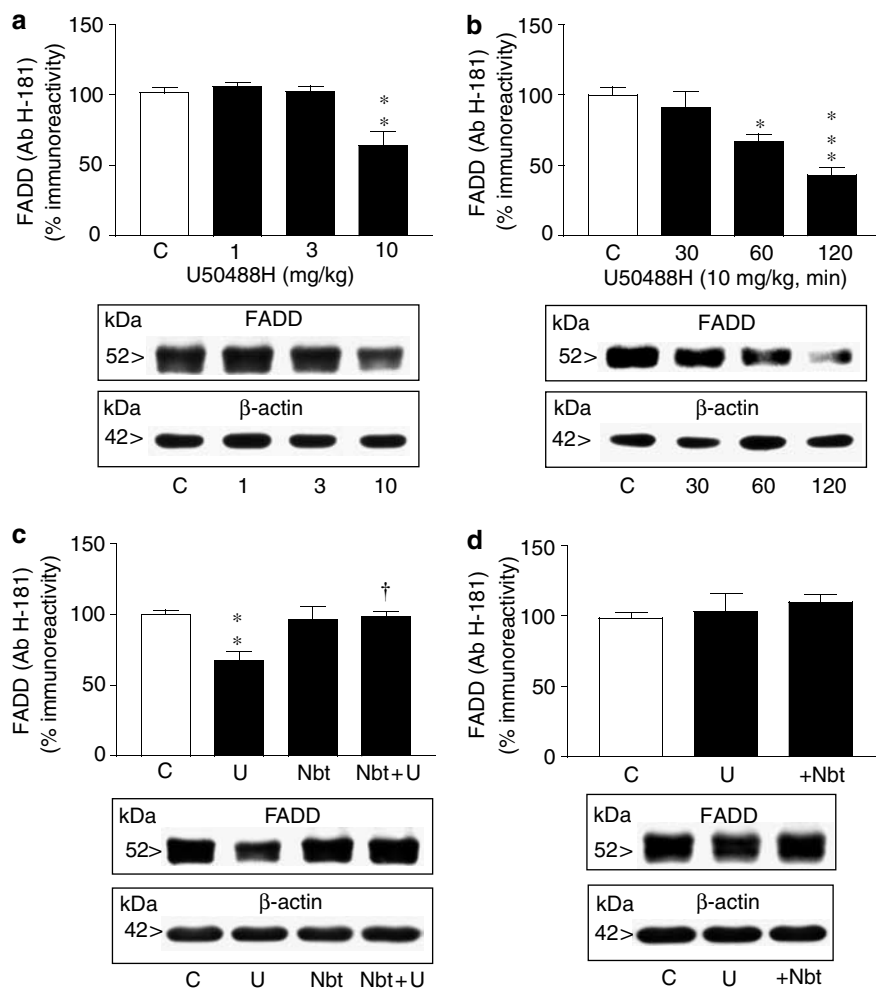 a
FADD (Ab H-181)
(% immunoreactivity)
150
100
50
0
**
C 1 3 10
U50488H (mg/kg)
kDa FADD
52>
kDa β-actin
42>
C 1 3 10
b
FADD (Ab H-181)
(% immunoreactivity)
150
100
50
0
*
***
C 30 60 120
U50488H (10 mg/kg, min)
kDa FADD
52>
kDa β-actin
42>
C 30 60 120
c
FADD (Ab H-181)
(% immunoreactivity)
150
100
50
0
**
†
C U Nbt Nbt+U
kDa FADD
52>
kDa β-actin
42>
C U Nbt Nbt+U
d
FADD (Ab H-181)
(% immunoreactivity)
150
100
50
0
C U +Nbt
kDa FADD
52>
kDa β-actin
42>
C U +Nbt